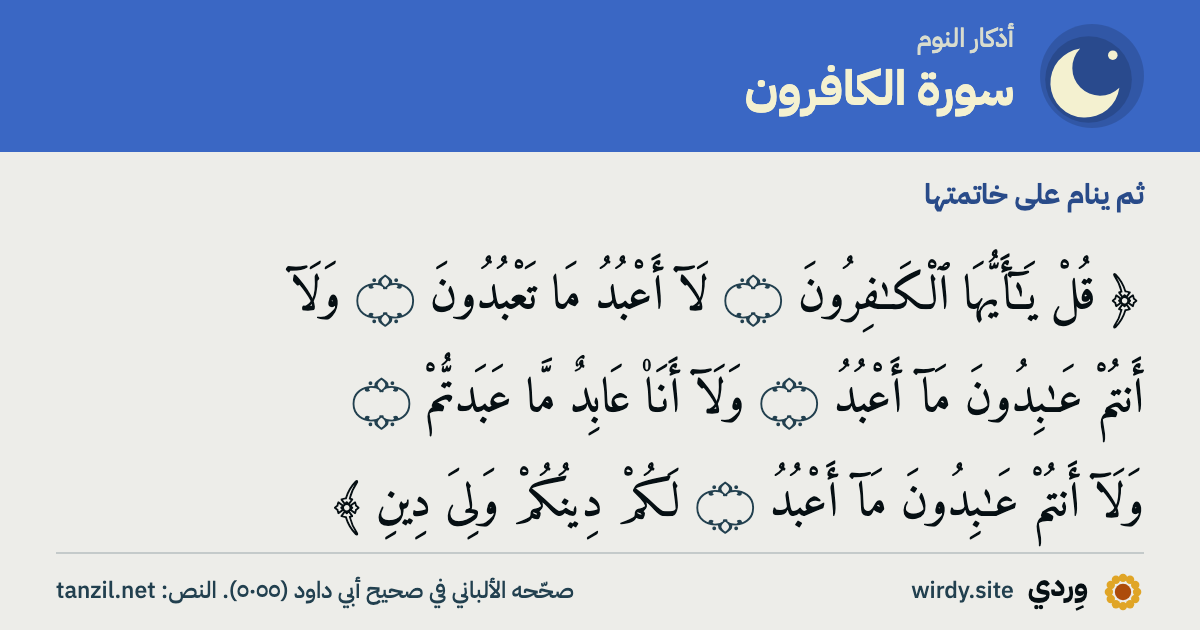 أذكار النوم
سورة الكافرون
ثم ينام على خاتمتها
﴿ قُلْ يَـٰٓأَيُّهَا ٱلْكَـٰفِرُونَ ۝ لَآ أَعْبُدُ مَا تَعْبُدُونَ ۝ وَلَآ
أَنتُمْ عَـٰبِدُونَ مَآ أَعْبُدُ ۝ وَلَآ أَنَا۠ عَابِدٌ مَّا عَبَدتُّمْ ۝
وَلَآ أَنتُمْ عَـٰبِدُونَ مَآ أَعْبُدُ ۝ لَكُمْ دِينُكُمْ وَلِىَ دِينِ ﴾
وِردي wirdy.site
صحّحه الألباني في صحيح أبي داود (٥٠٥٥). النص: tanzil.net